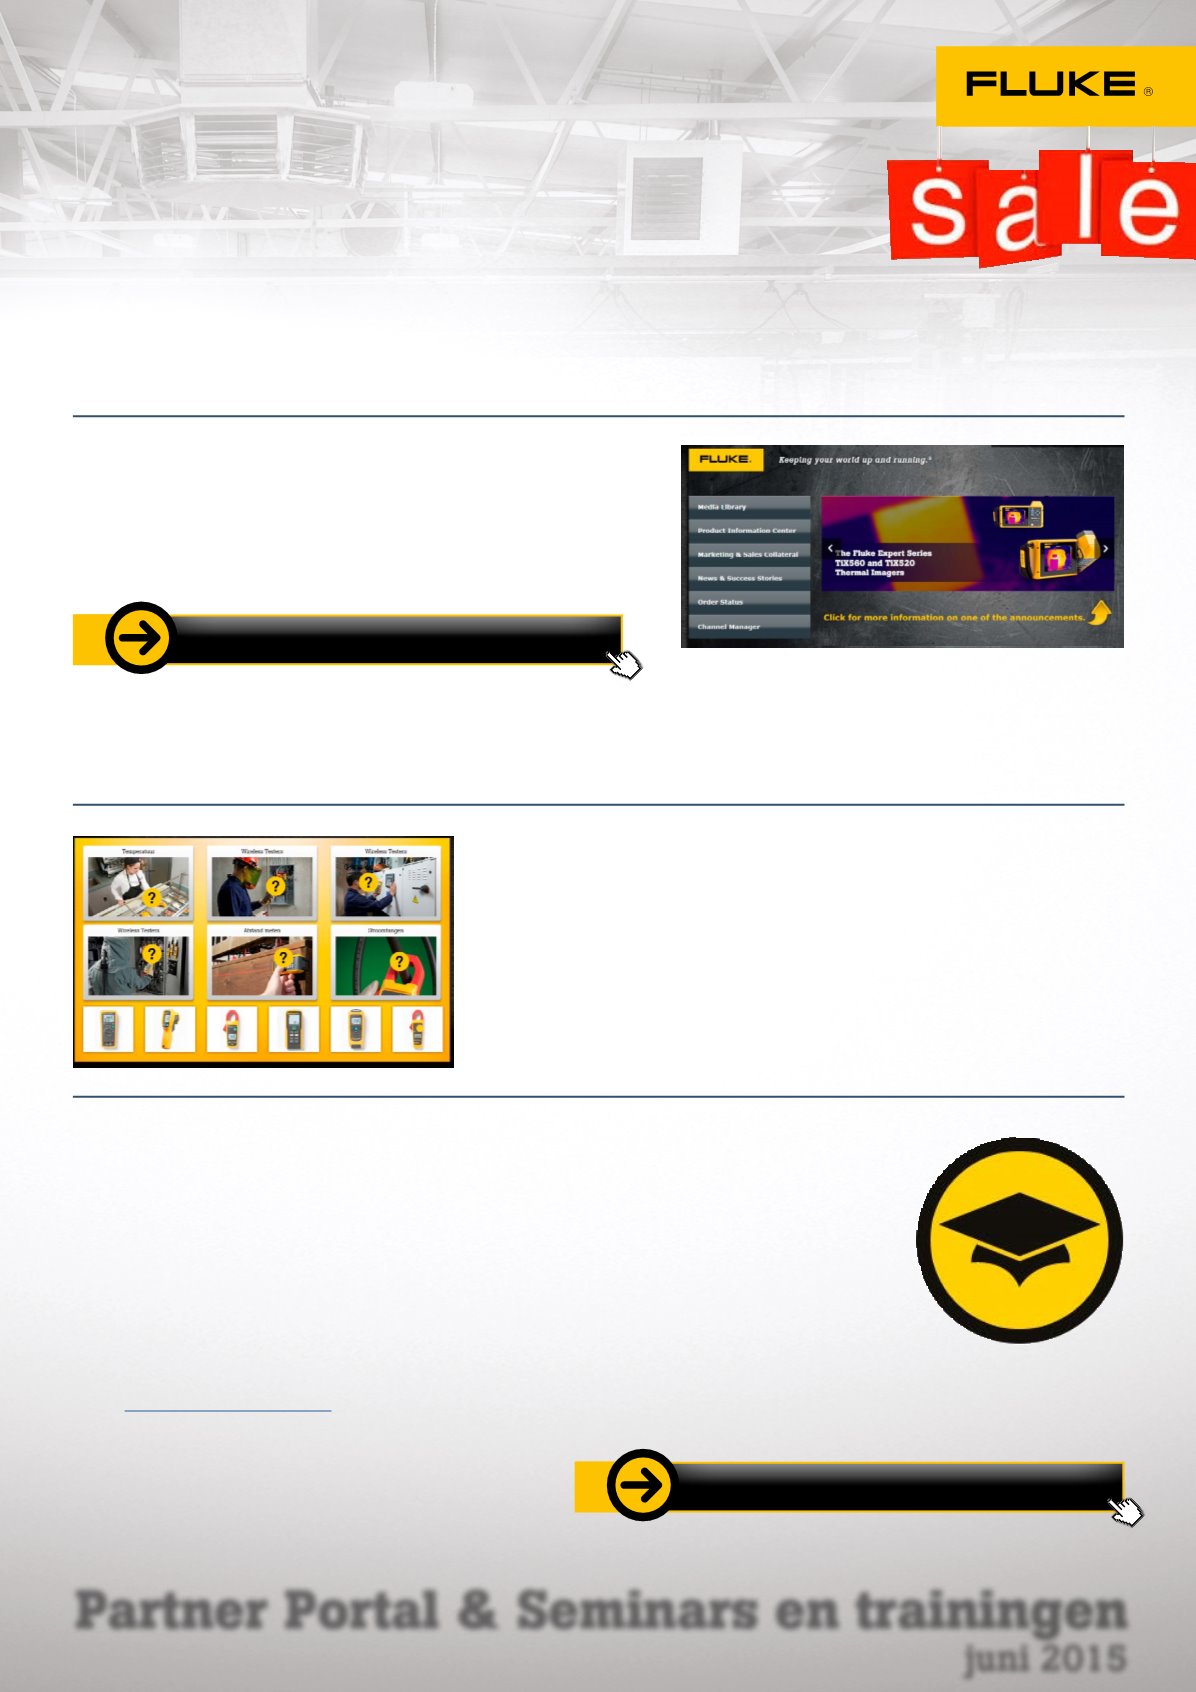 FLUKE®
sale
FLUKE®
Keeping your world up and running.®
Media Library
Product Information Center
Marketing & Sales Collateral
News & Success Stories
Order Status
Channel Manager
The Fluke Expert Series
TiX560 and TiX520
Thermal Imagers
Click for more information on one of the announcements.
Temperatuur
Wireless Testers
Wireless Testers
?
?
?
Wireless Testers
Afstand meten
Stroomtangen
?
?
?
Partner Portal & Seminars en trainingen
juni 2015